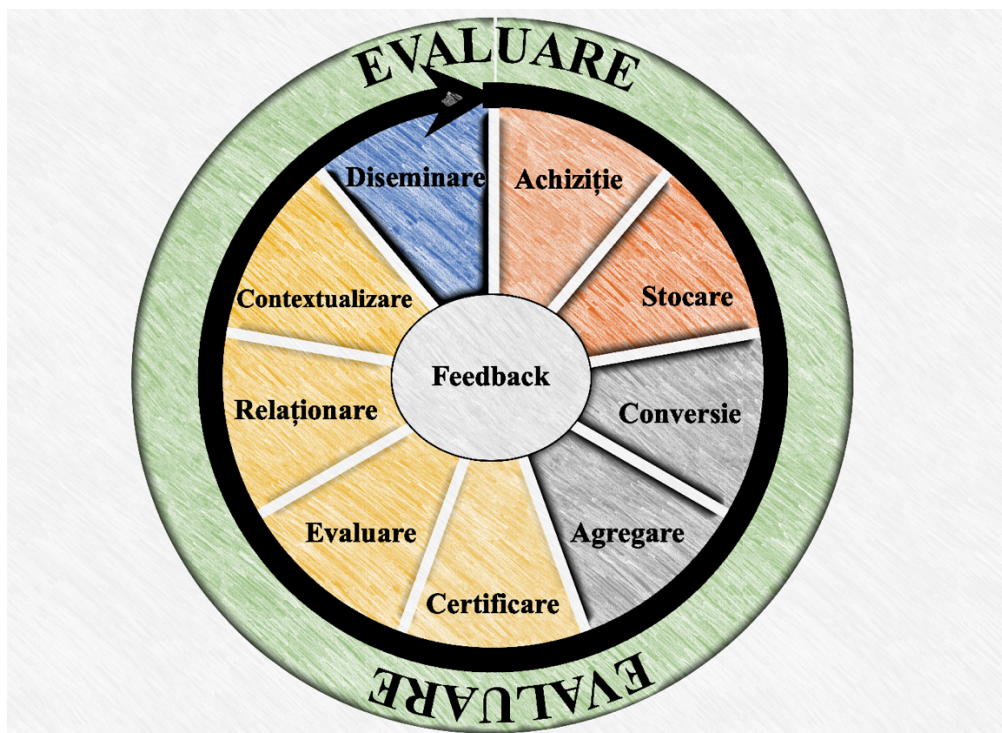 EVALUARE
Diseminare
Achiziție
Contextualizare
Stocare
Feedback
Relaționare
Conversie
Evaluare
Agregare
Certificare
EVALUARE